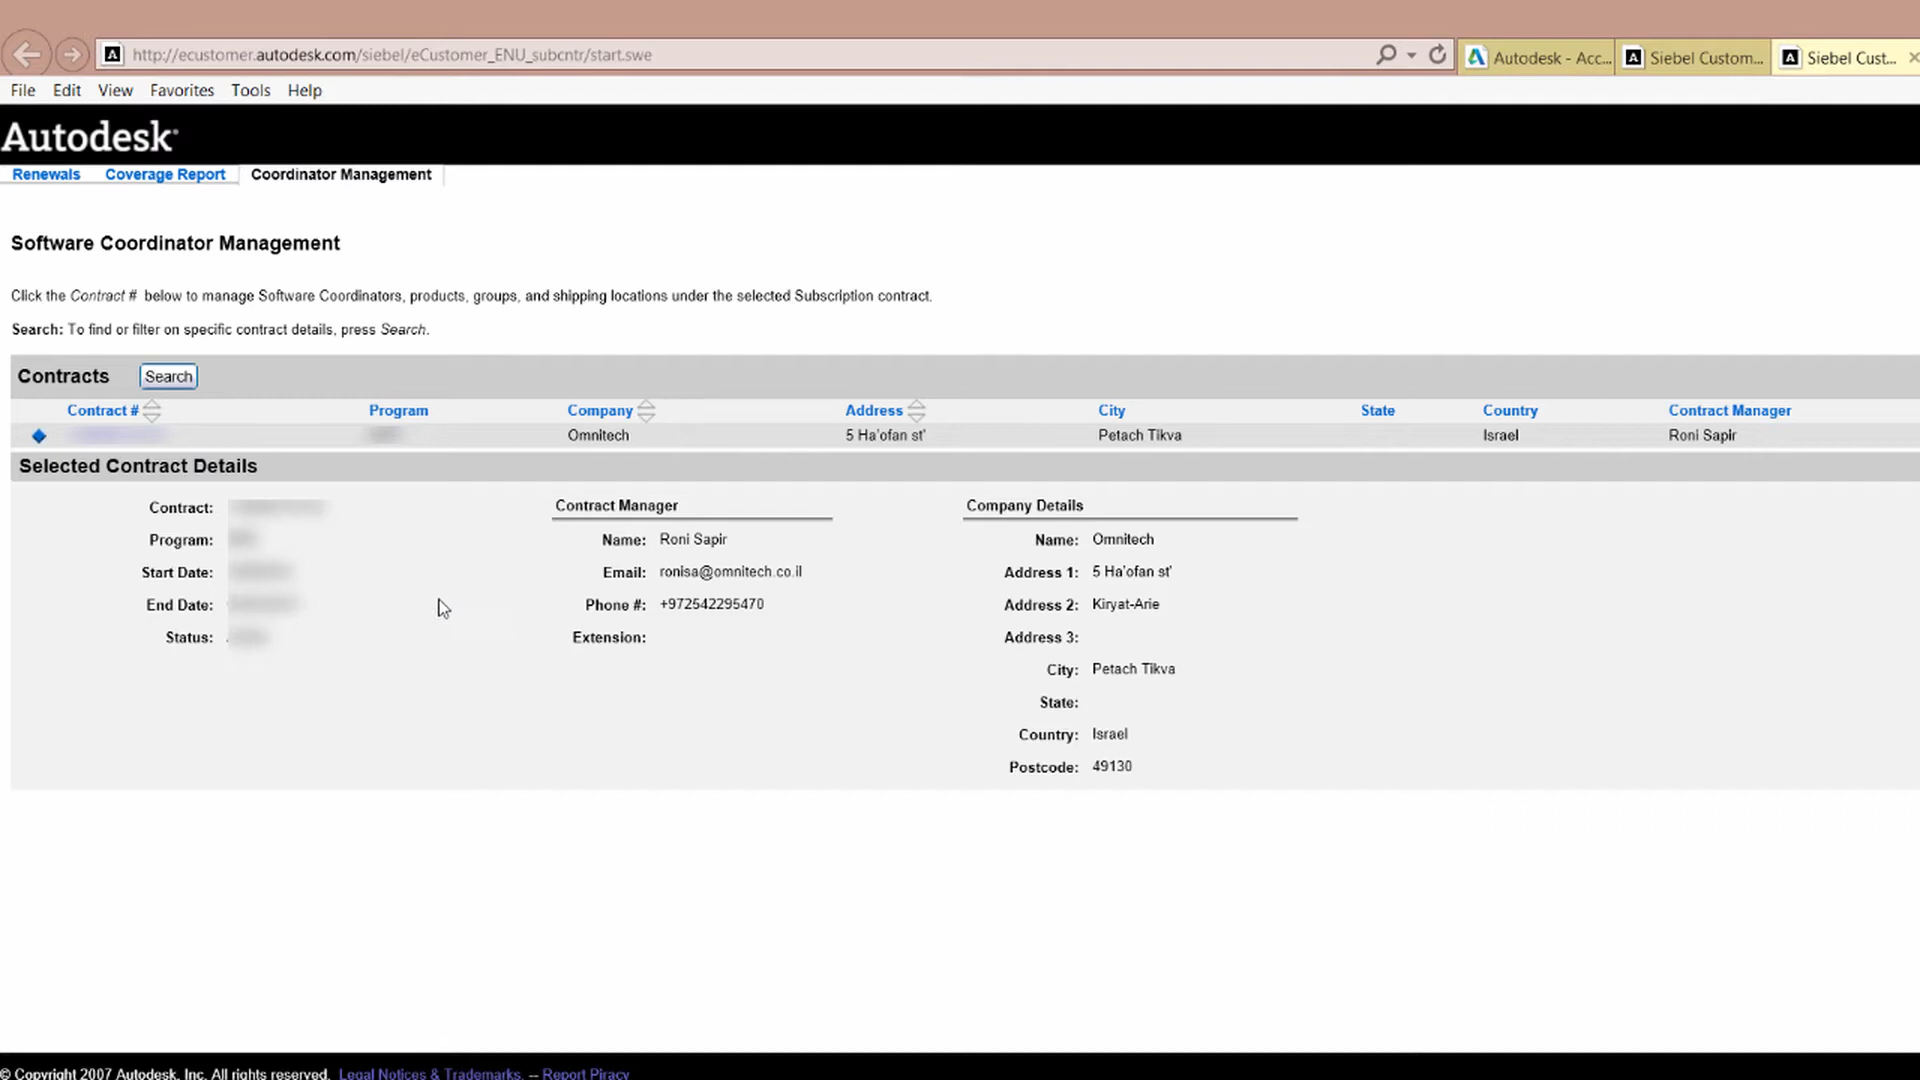 http://ecustomer.autodesk.com/siebel/eCustomer_ENU_subcntr/start.swe
Autodesk - Acc...
Siebel Custom...
Siebel Cust...
File Edit View Favorites Tools Help
Autodesk
Renewals Coverage Report Coordinator Management
Software Coordinator Management
Click the Contract # below to manage Software Coordinators, products, groups, and shipping locations under the selected Subscription contract.
Search: To find or filter on specific contract details, press Search.
Contracts Search
Contract # Program Company Address City State Country Contract Manager
Omnitech 5 Ha'ofan st' Petach Tikva Israel Roni Sapir
Selected Contract Details
Contract:
Program:
Start Date:
End Date:
Status:
Contract Manager
Name: Roni Sapir
Email: ronisa@omnitech.co.il
Phone #: +972542295470
Extension:
Company Details
Name: Omnitech
Address 1: 5 Ha'ofan st'
Address 2: Kiryat-Arie
Address 3:
City: Petach Tikva
State:
Country: Israel
Postcode: 49130
© Copyright 2007 Autodesk, Inc. All rights reserved. Legal Notices & Trademarks. -- Report Piracy